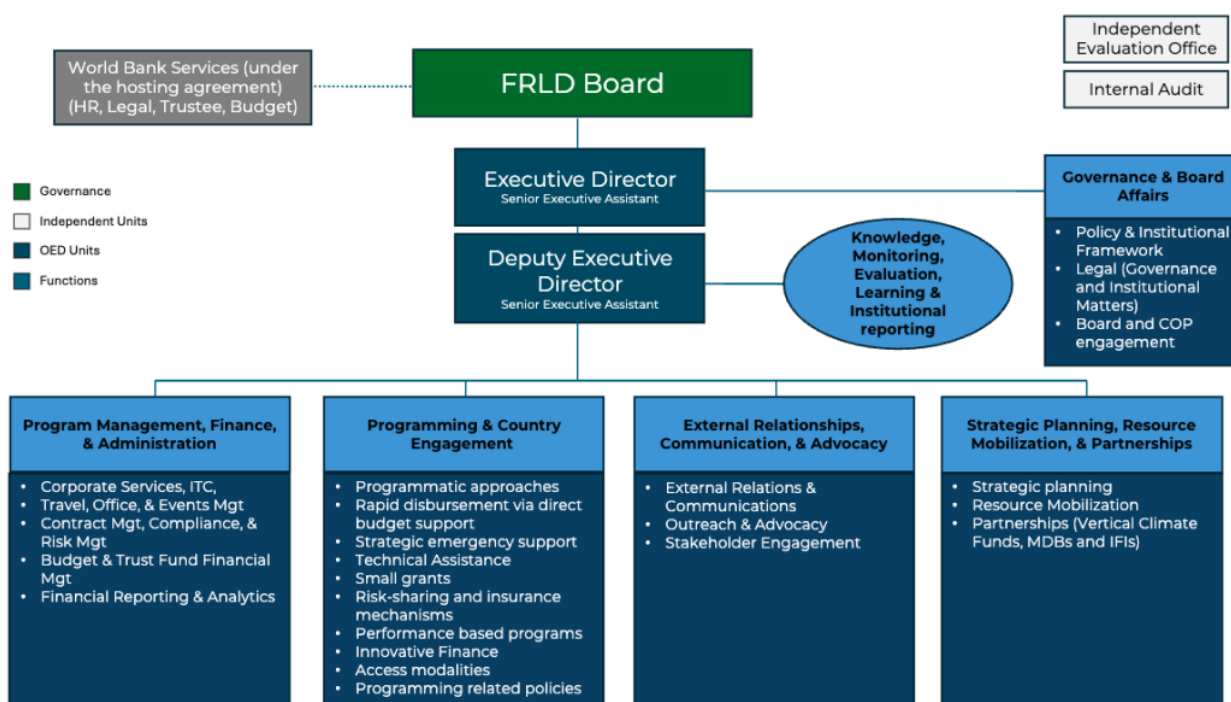 World Bank Services (under
the hosting agreement)
(HR, Legal, Trustee, Budget)
FRLD Board
Independent
Evaluation Office
Internal Audit
Governance
Independent Units
OED Units
Functions
Executive Director
Senior Executive Assistant
Deputy Executive
Director
Senior Executive Assistant
Knowledge,
Monitoring,
Evaluation,
Learning &
Institutional
reporting
Governance & Board
Affairs
• Policy & Institutional
Framework
• Legal (Governance
and Institutional
Matters)
• Board and COP
engagement
Program Management, Finance,
& Administration
• Corporate Services, ITC,
• Travel, Office, & Events Mgt
• Contract Mgt, Compliance, &
Risk Mgt
• Budget & Trust Fund Financial
Mgt
• Financial Reporting & Analytics
Programming & Country
Engagement
• Programmatic approaches
• Rapid disbursement via direct
budget support
• Strategic emergency support
• Technical Assistance
• Small grants
• Risk-sharing and insurance
mechanisms
• Performance based programs
• Innovative Finance
• Access modalities
• Programming related policies
External Relationships,
Communication, & Advocacy
• External Relations &
Communications
• Outreach & Advocacy
• Stakeholder Engagement
Strategic Planning, Resource
Mobilization, & Partnerships
• Strategic planning
• Resource Mobilization
• Partnerships (Vertical Climate
Funds, MDBs and IFIs)